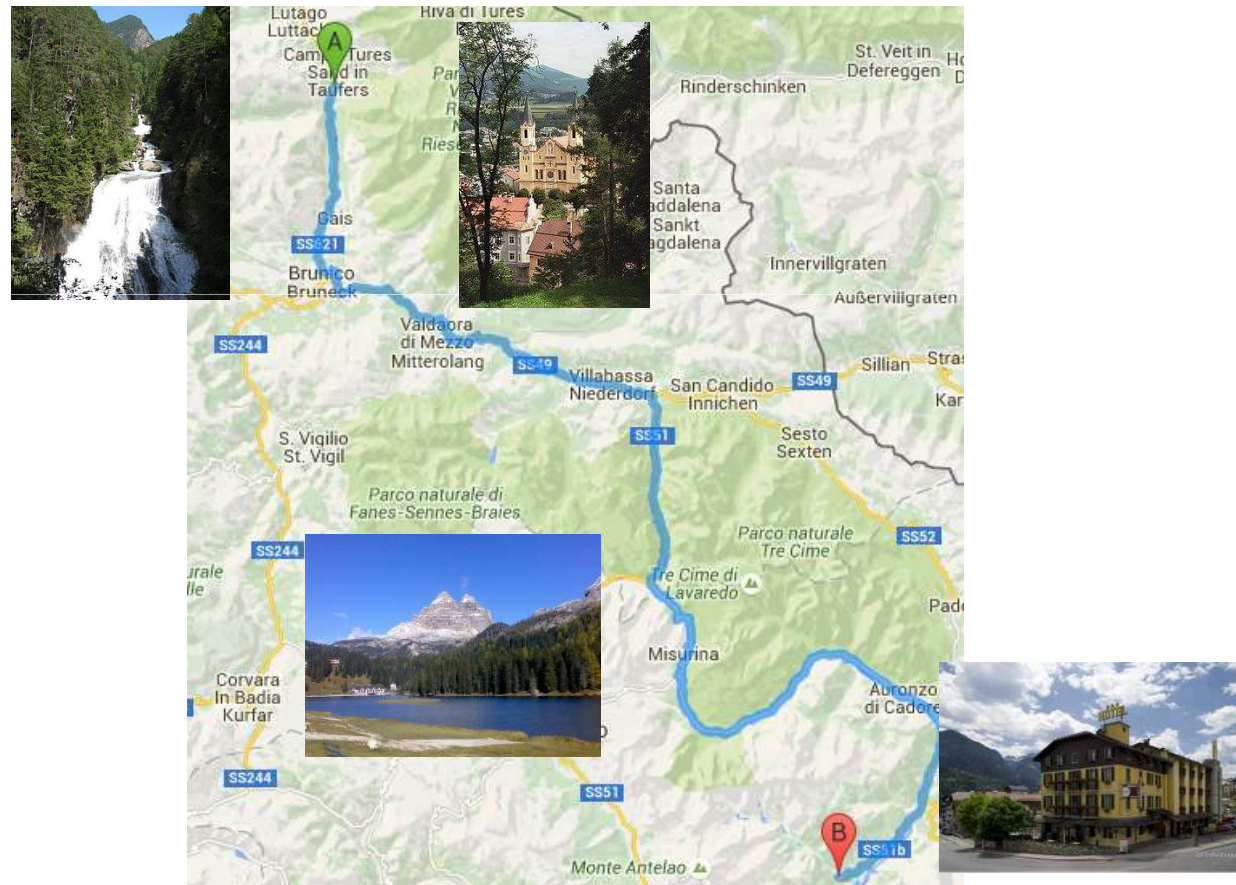 Lutago
Riva di Tures
A
Tures
Sand in
Taufers
St. Veit in
Defereggen
Rinderschinken
Santa
Sankt
Gais
SS621
Innervillgraten
Außervillgraten
Brunico
Bruneck
Valdaora
di Mezzo
Mitterolang
SS244
SS49
Villabassa
Niederdorf
San Candido
Innichen
SS49
Sillian
SS51
Sesto
Sexten
S. Vigilio
St. Vigil
Parco naturale di
Fanes-Sennes-Braies
Parco naturale
Tre Cime
SS52
SS244
Tre Cime di
Lavaredo
Misurina
Corvara
In Badia
Kurfar
Auronzo
di Cadore
SS244
SS51
B
SS51b
Monte Antelao